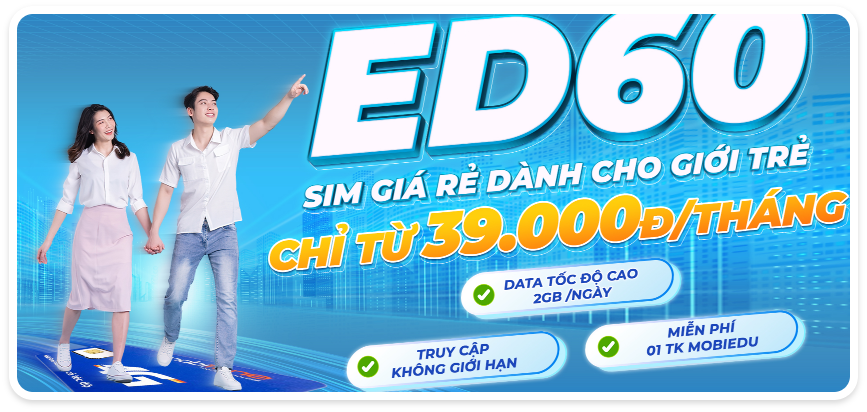 ED60
SIM GIÁ RẺ DÀNH CHO GIỚI TRẺ
CHỈ TỪ 39.000Đ/THÁNG
DATA TỐC ĐỘ CAO
2GB /NGÀY
TRUY CẬP
KHÔNG GIỚI HẠN
MIỄN PHÍ
01 TK MOBIEDU